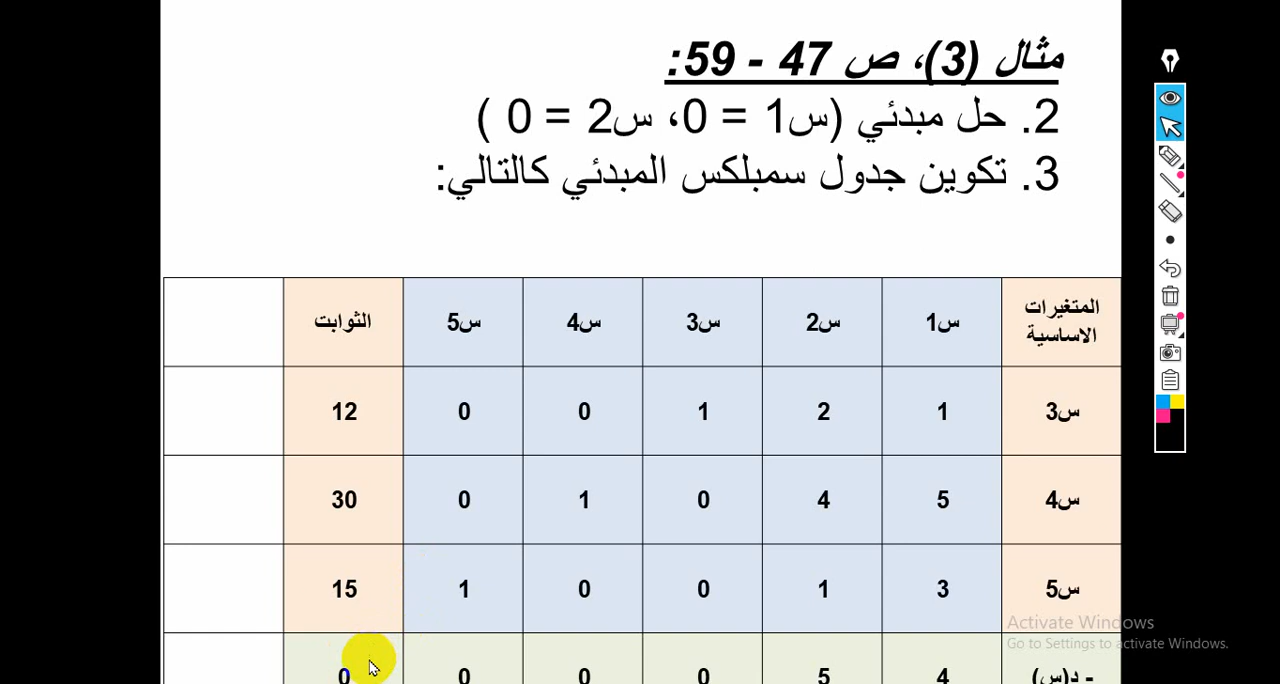 مثال (3)، ص 47 - 59:
2. حل مبدئي (س1 = 0، س2 = 0 )
3. تكوين جدول سمبلكس المبدئي كالتالي:
المتغيرات الاساسية س1 س2 س3 س4 س5 الثوابت
س3 1 2 1 0 0 12
س4 5 4 0 1 0 30
س5 3 1 0 0 1 15
- د(س) 4 5 0 0 0 0
Activate Windows
Go to Settings to activate Windows.